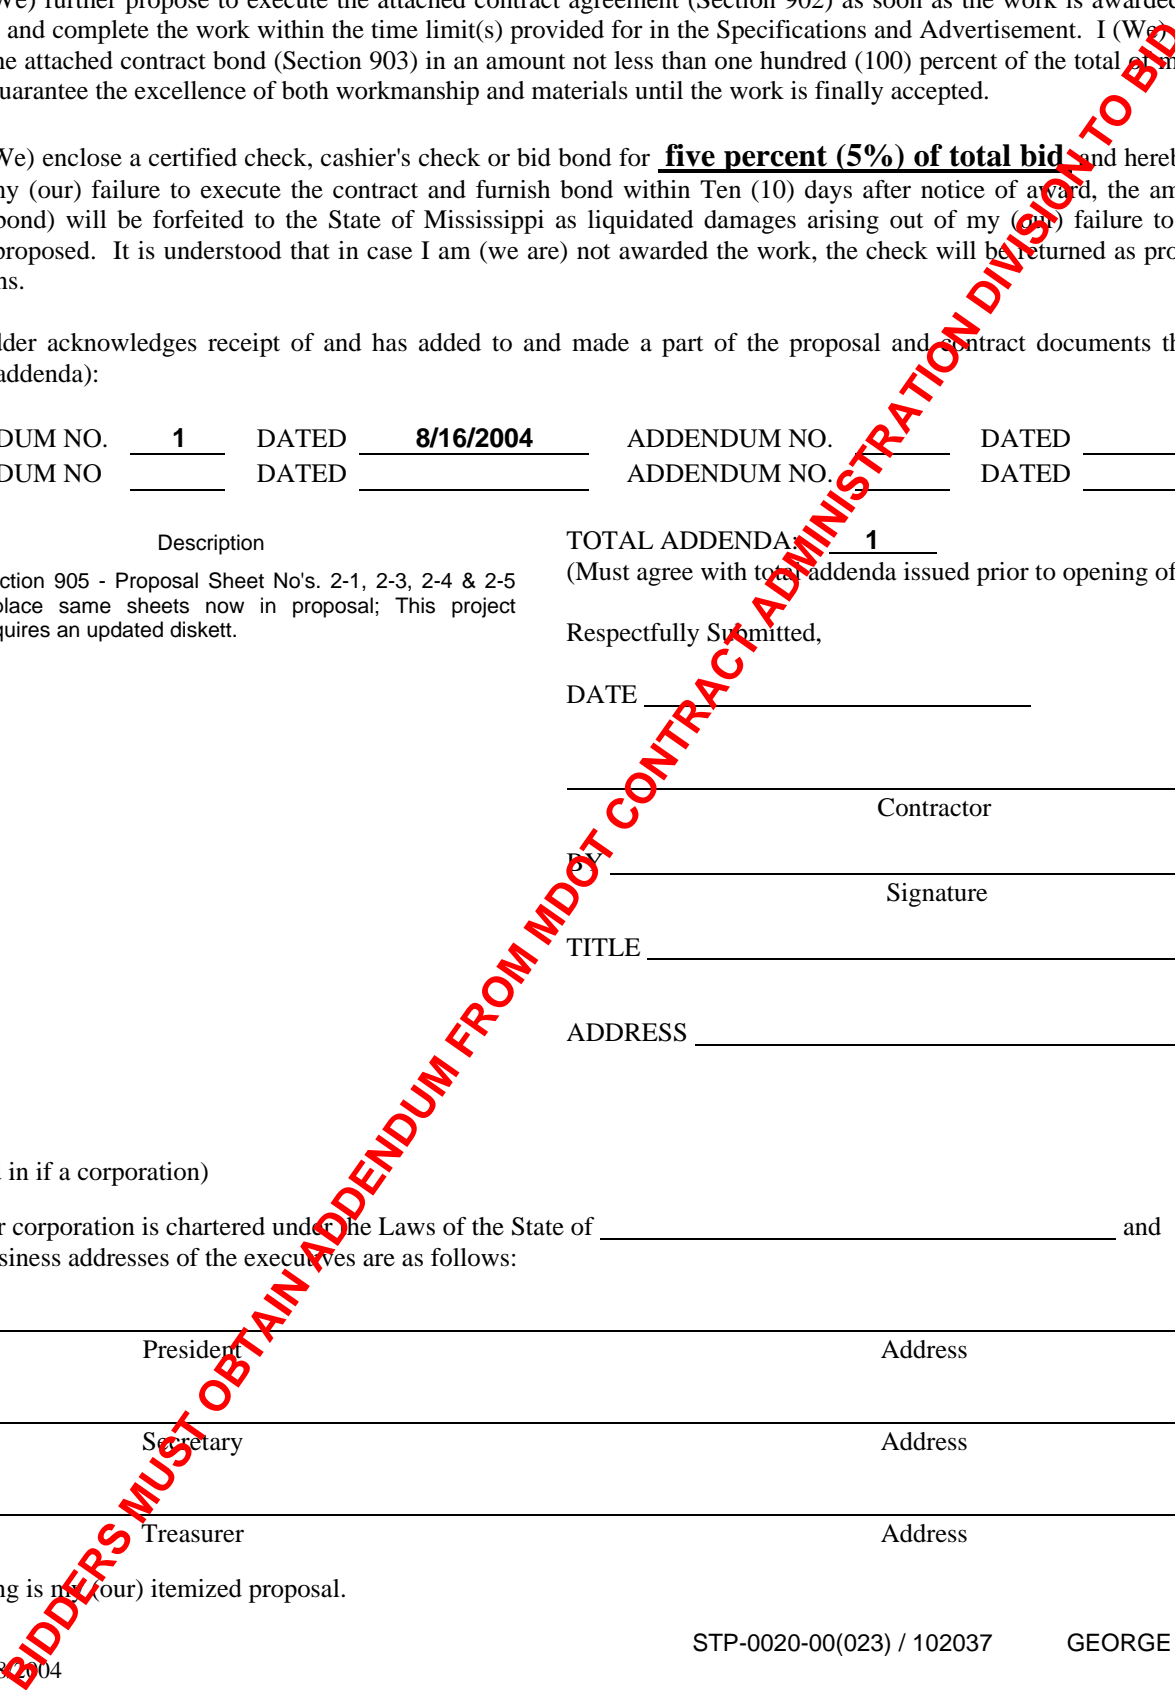 We) further propose to execute the attached contract agreement (Section 902) as soon as the work is awarded
and complete the work within the time limit(s) provided for in the Specifications and Advertisement. I (We)
the attached contract bond (Section 903) in an amount not less than one hundred (100) percent of the total of
guarantee the excellence of both workmanship and materials until the work is finally accepted.
We) enclose a certified check, cashier's check or bid bond for five percent (5%) of total bid and
my (our) failure to execute the contract and furnish bond within Ten (10) days after notice of award, the
bond) will be forfeited to the State of Mississippi as liquidated damages arising out of my (our) failure to
proposed. It is understood that in case I am (we are) not awarded the work, the check will be returned as
ns.
dder acknowledges receipt of and has added to and made a part of the proposal and contract documents
addenda):
DUM NO. 1 DATED 8/16/2004 ADDENDUM NO. DATED
DUM NO DATED ADDENDUM NO. DATED
Description
TOTAL ADDENDA: 1
(Must agree with total addenda issued prior to opening of
ction 905 - Proposal Sheet No's. 2-1, 2-3, 2-4 & 2-5
place same sheets now in proposal; This project
quires an updated diskett.
Respectfully Submitted,
DATE
Contractor
BY
Signature
TITLE
ADDRESS
in if a corporation)
r corporation is chartered under the Laws of the State of and
siness addresses of the executives are as follows:
President Address
Secretary Address
Treasurer Address
ng is my (our) itemized proposal.
STP-0020-00(023) / 102037 GEORGE
/2004
BIDDERS MUST OBTAIN ADDENDUM FROM MDOT CONTRACT ADMINISTRATION DIVISION TO BID